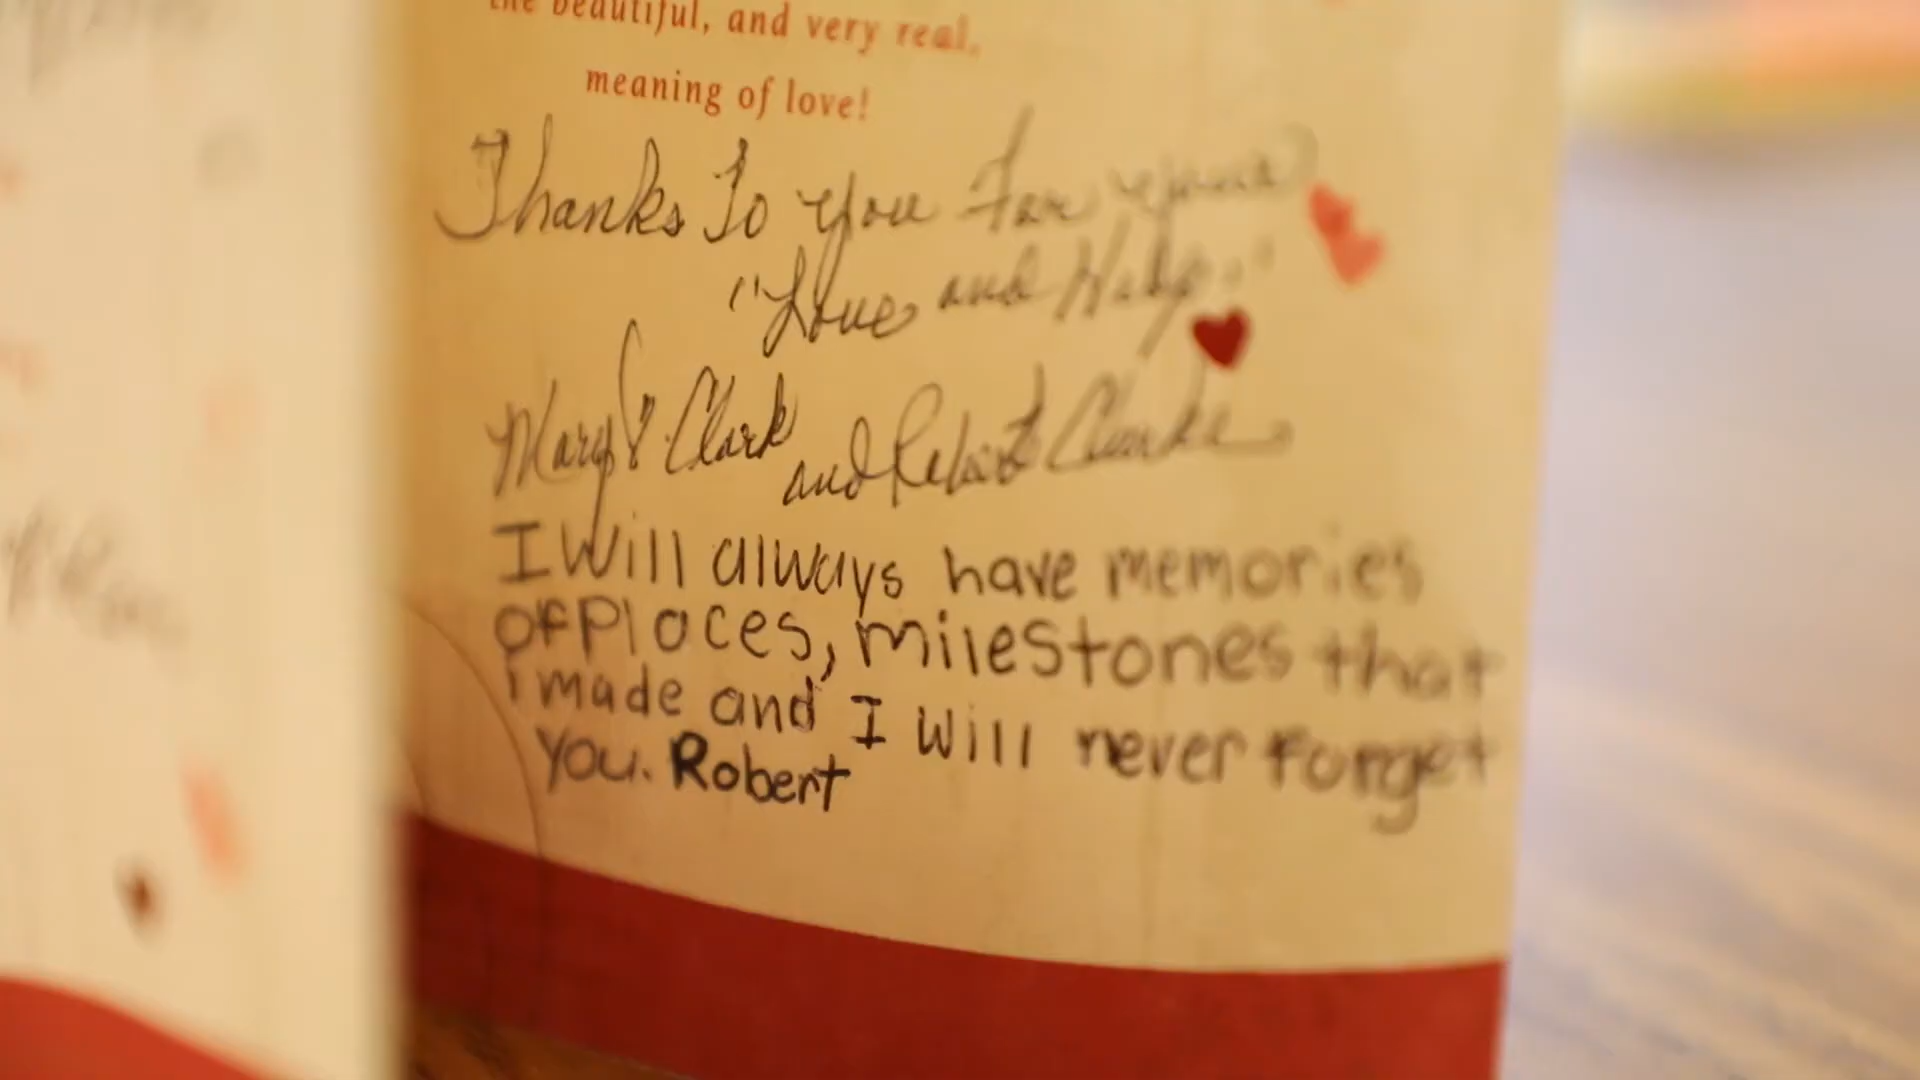 the beautiful, and very real,
meaning of love!
Thanks To you For your
"Love and Help."
Mary Clark and Robert Clarke
I Will always have memories
of Places, milestones that
i made and I Will never forget
You. Robert